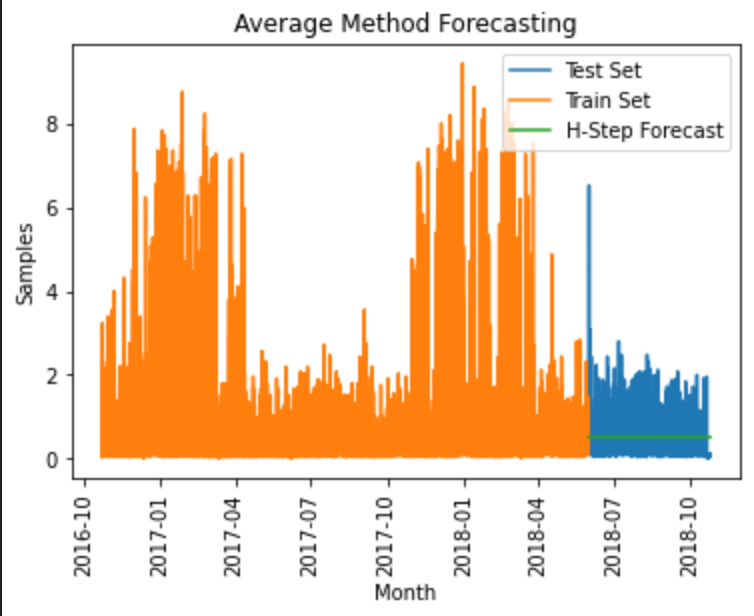 Average Method Forecasting
Test Set
Train Set
H-Step Forecast
8
6
4
2
0
Samples
2016-10
2017-01
2017-04
2017-07
2017-10
2018-01
2018-04
2018-07
2018-10
Month